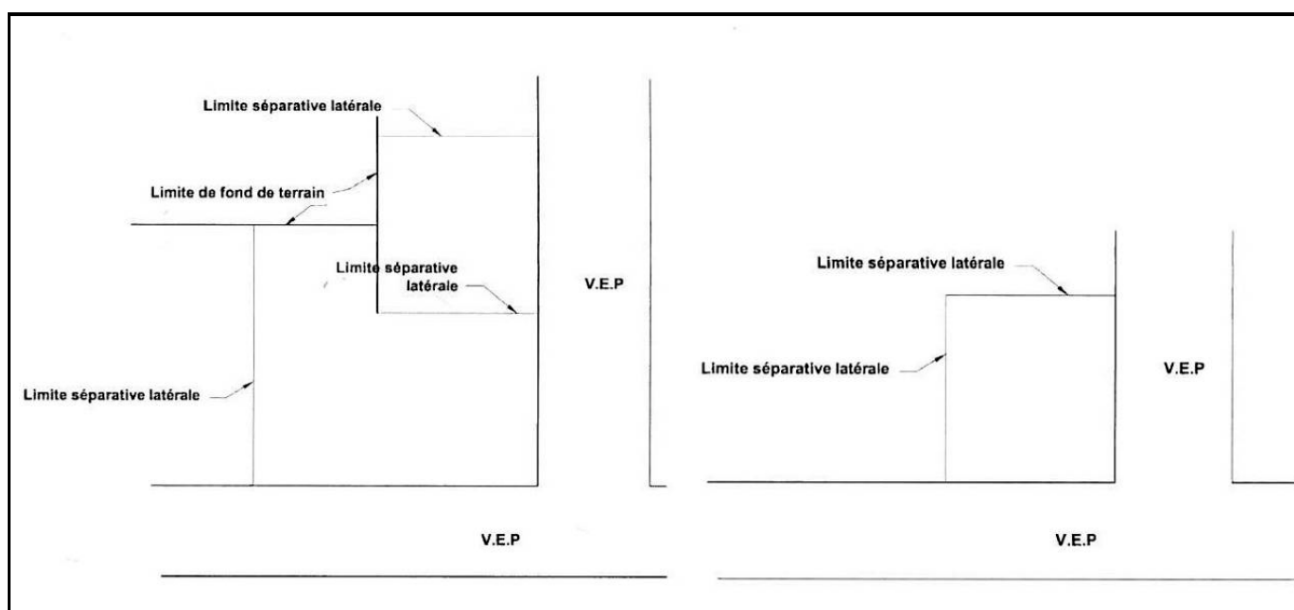 Limite séparative latérale
Limite de fond de terrain
Limite séparative
latérale
V.E.P
Limite séparative latérale
V.E.P
Limite séparative latérale
Limite séparative latérale
V.E.P
V.E.P